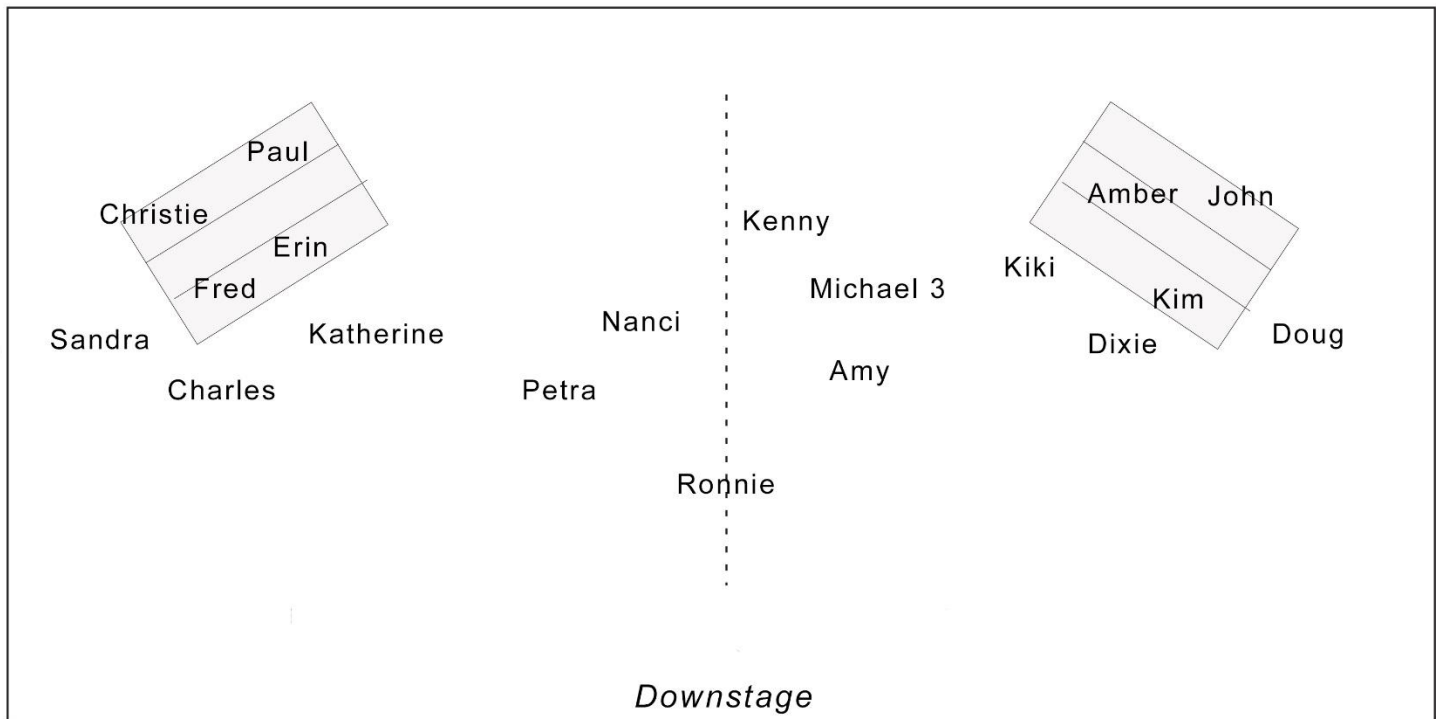 Paul
Christie
Erin
Fred
Sandra
Katherine
Charles
Nanci
Petra
Ronnie
Kenny
Michael 3
Amy
Kiki
Amber
John
Kim
Dixie
Doug
Downstage